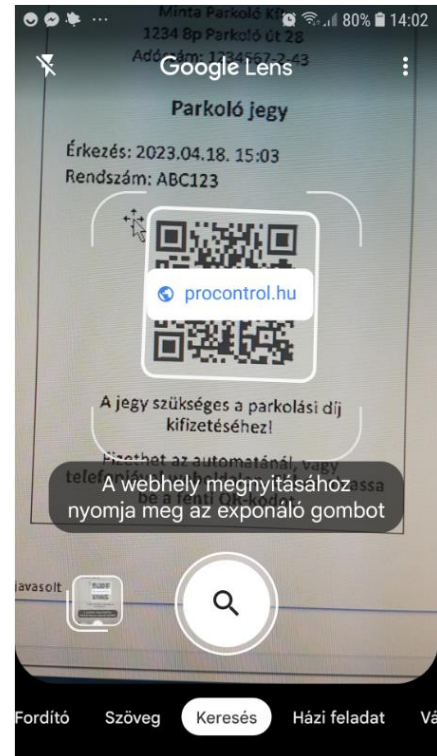 80% 14:02
Minta Parkoló
1234 Bp Parkoló út 28
Adószám: 1234567-2-43
Google Lens
Parkoló jegy
Érkezés: 2023.04.18. 15:03
Rendszám: ABC123
procontrol.hu
A jegy szükséges a parkolási díj
kifizetéséhez!
Fizethet az automatánál, vagy
be a fenti QR-kódot
A webhely megnyitásához
nyomja meg az exponáló gombot
javasolt
Fordító Szöveg Keresés Házi feladat